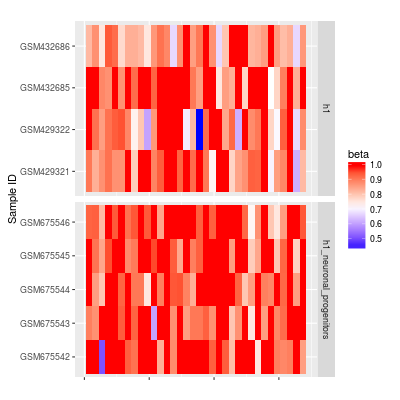 Sample ID
GSM432686
GSM432685
GSM429322
GSM429321
h1
GSM675546
GSM675545
GSM675544
GSM675543
GSM675542
h1_neuronal_progenitors
beta
1.0
0.9
0.8
0.7
0.6
0.5